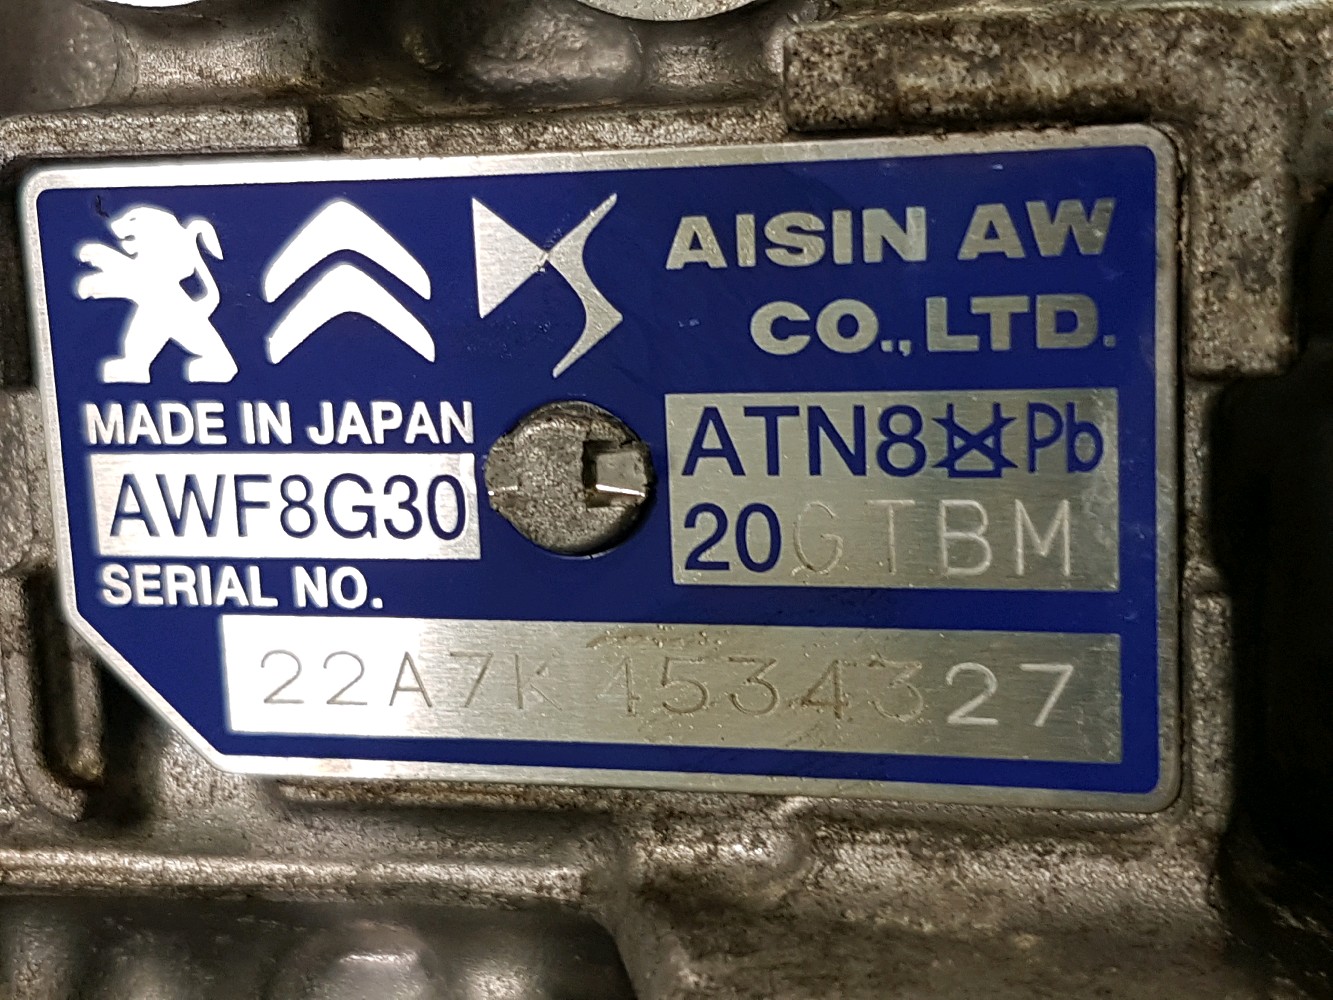 AISIN AW
CO., LTD.
MADE IN JAPAN
AWF8G30
ATN8 Pb
20GTBM
SERIAL NO.
22A7K 1534327